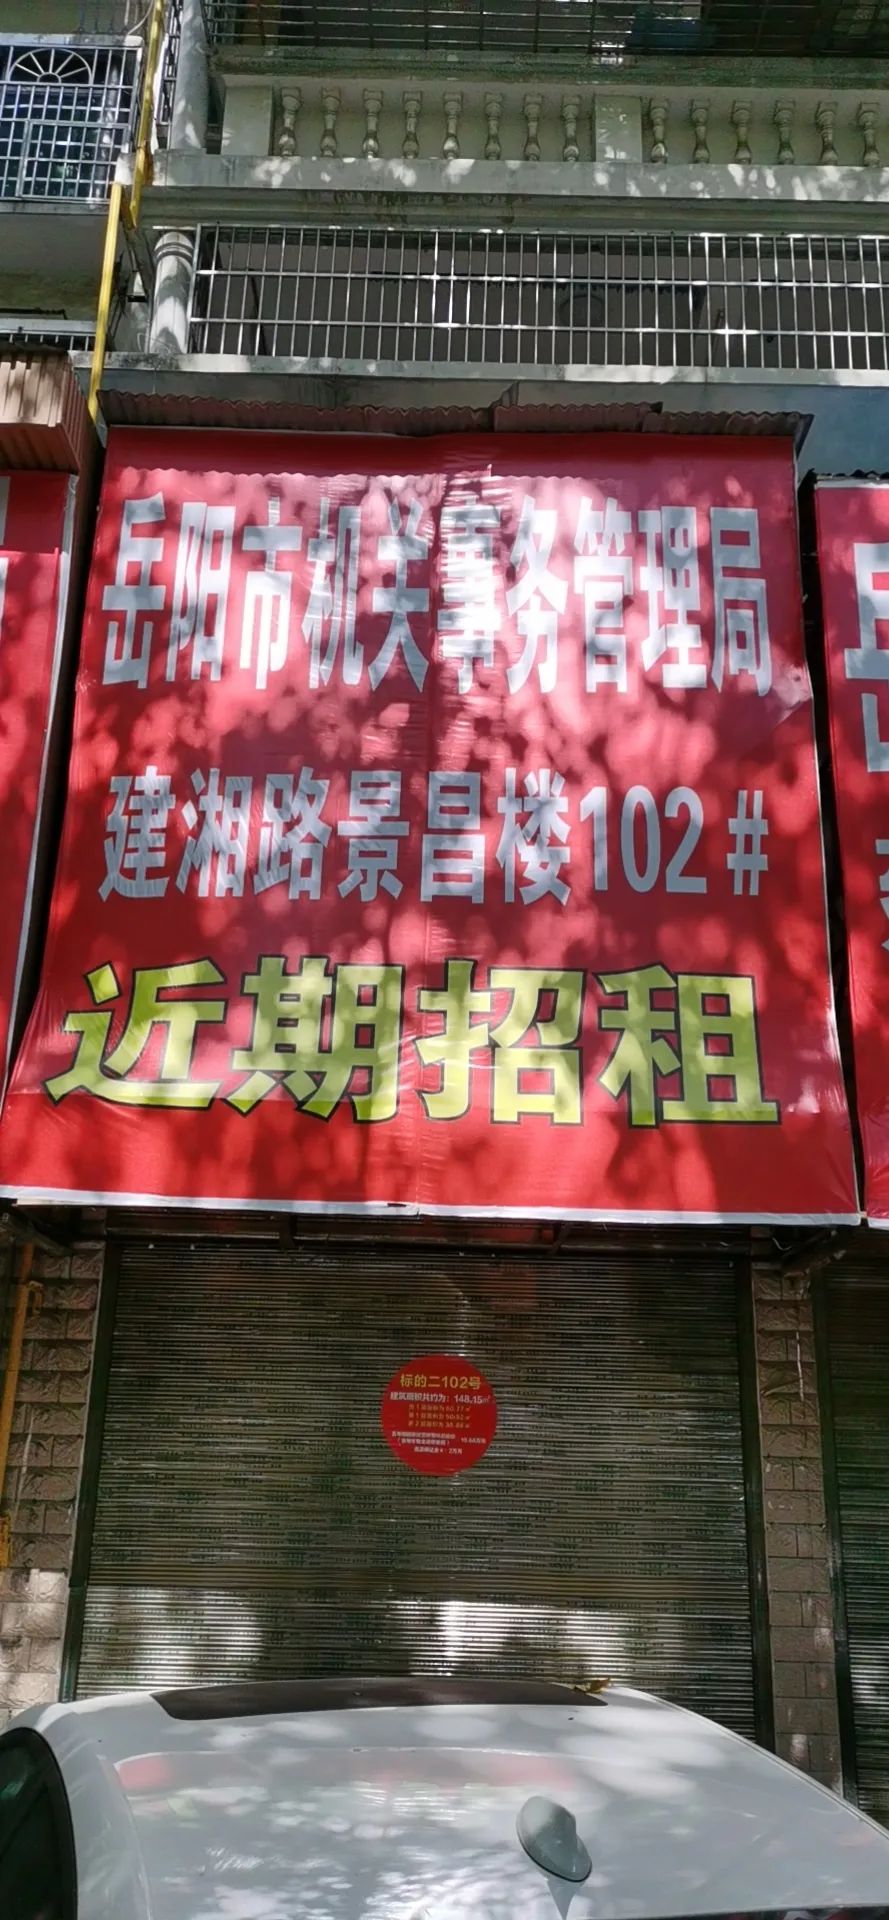 岳阳市机关事务管理局
建湘路景昌楼102#
近期招租
标的二102号
建筑面积共约为：148.15㎡